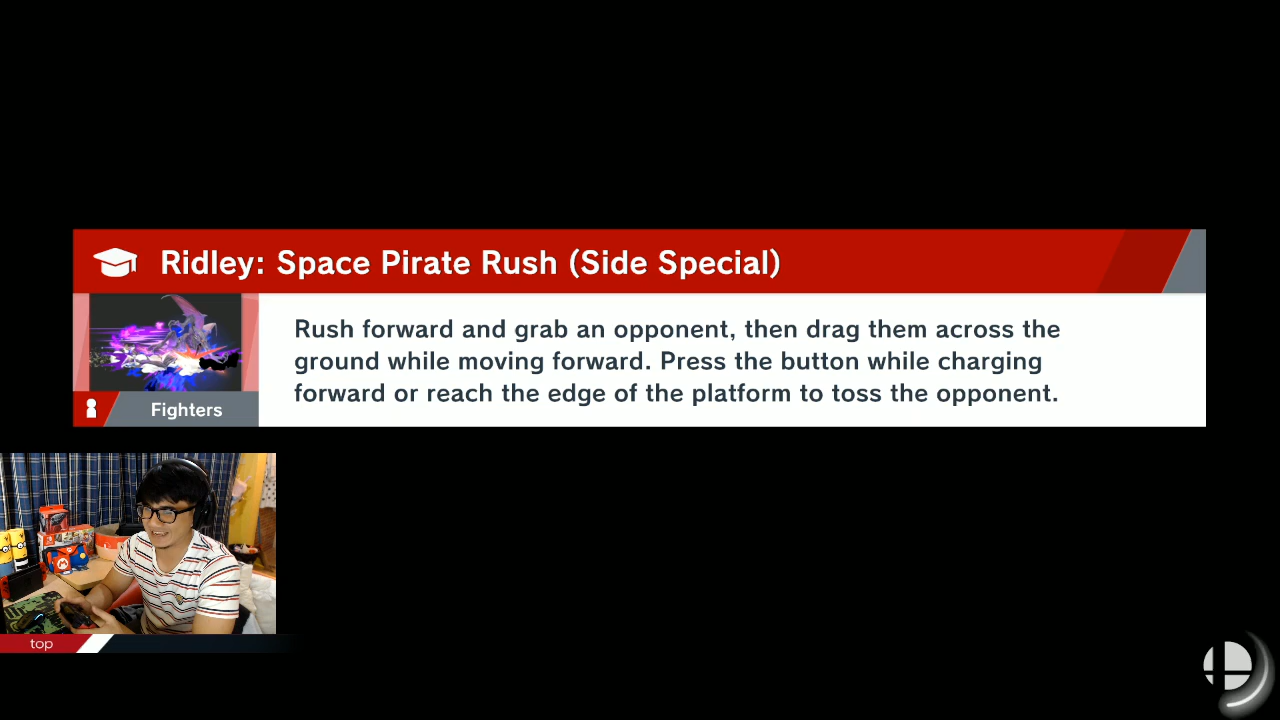 Ridley: Space Pirate Rush (Side Special)
Rush forward and grab an opponent, then drag them across the
ground while moving forward. Press the button while charging
forward or reach the edge of the platform to toss the opponent.
Fighters
top